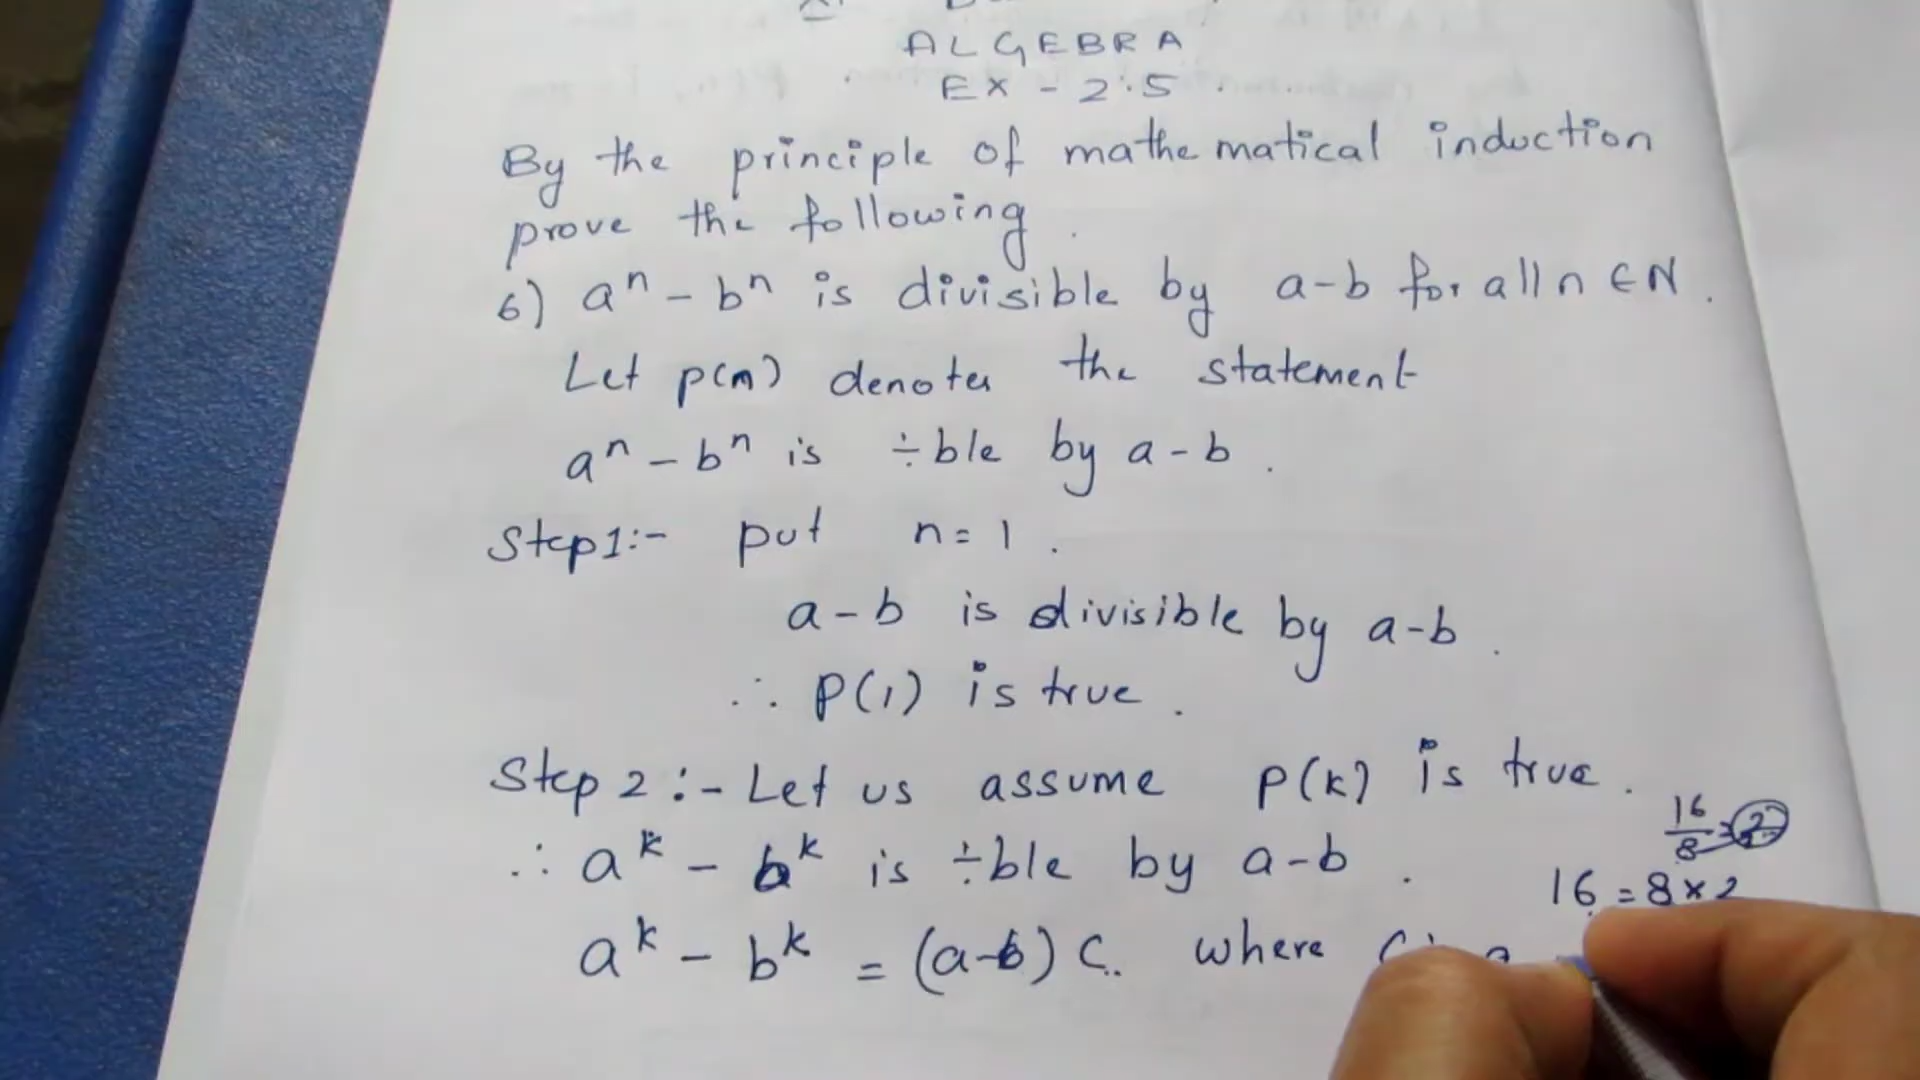 ALGEBRA
EX - 2.5
By the principle of mathematical induction
prove the following.
6) aⁿ - bⁿ is divisible by a-b for all n ∈ N.
Let p(n) denotes the statement
aⁿ - bⁿ is ÷ble by a-b.
Step1:- put n=1.
a-b is divisible by a-b.
∴ P(1) is true.
Step 2:- Let us assume P(k) is true.
16/8 = 2
∴ aᵏ - bᵏ is ÷ble by a-b.
16 = 8 × 2
aᵏ - bᵏ = (a-b) C. where